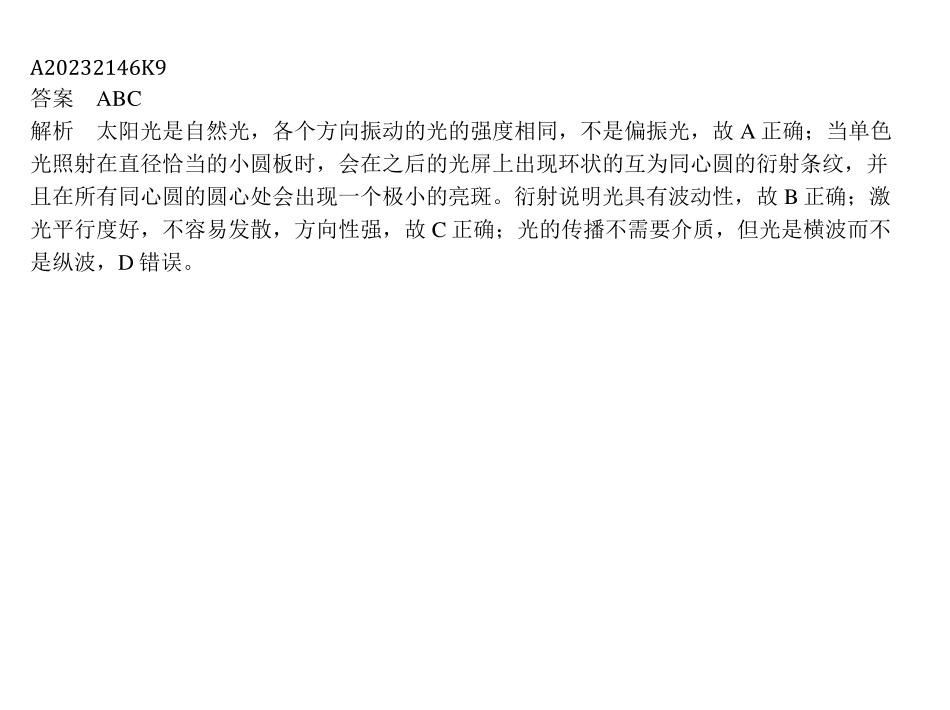 A20232146K9
答案　ABC
解析　太阳光是自然光，各个方向振动的光的强度相同，不是偏振光，故 A 正确；当单色
光照射在直径恰当的小圆板时，会在之后的光屏上出现环状的互为同心圆的衍射条纹，并
且在所有同心圆的圆心处会出现一个极小的亮斑。衍射说明光具有波动性，故 B 正确；激
光平行度好，不容易发散，方向性强，故 C 正确；光的传播不需要介质，但光是横波而不
是纵波，D 错误。